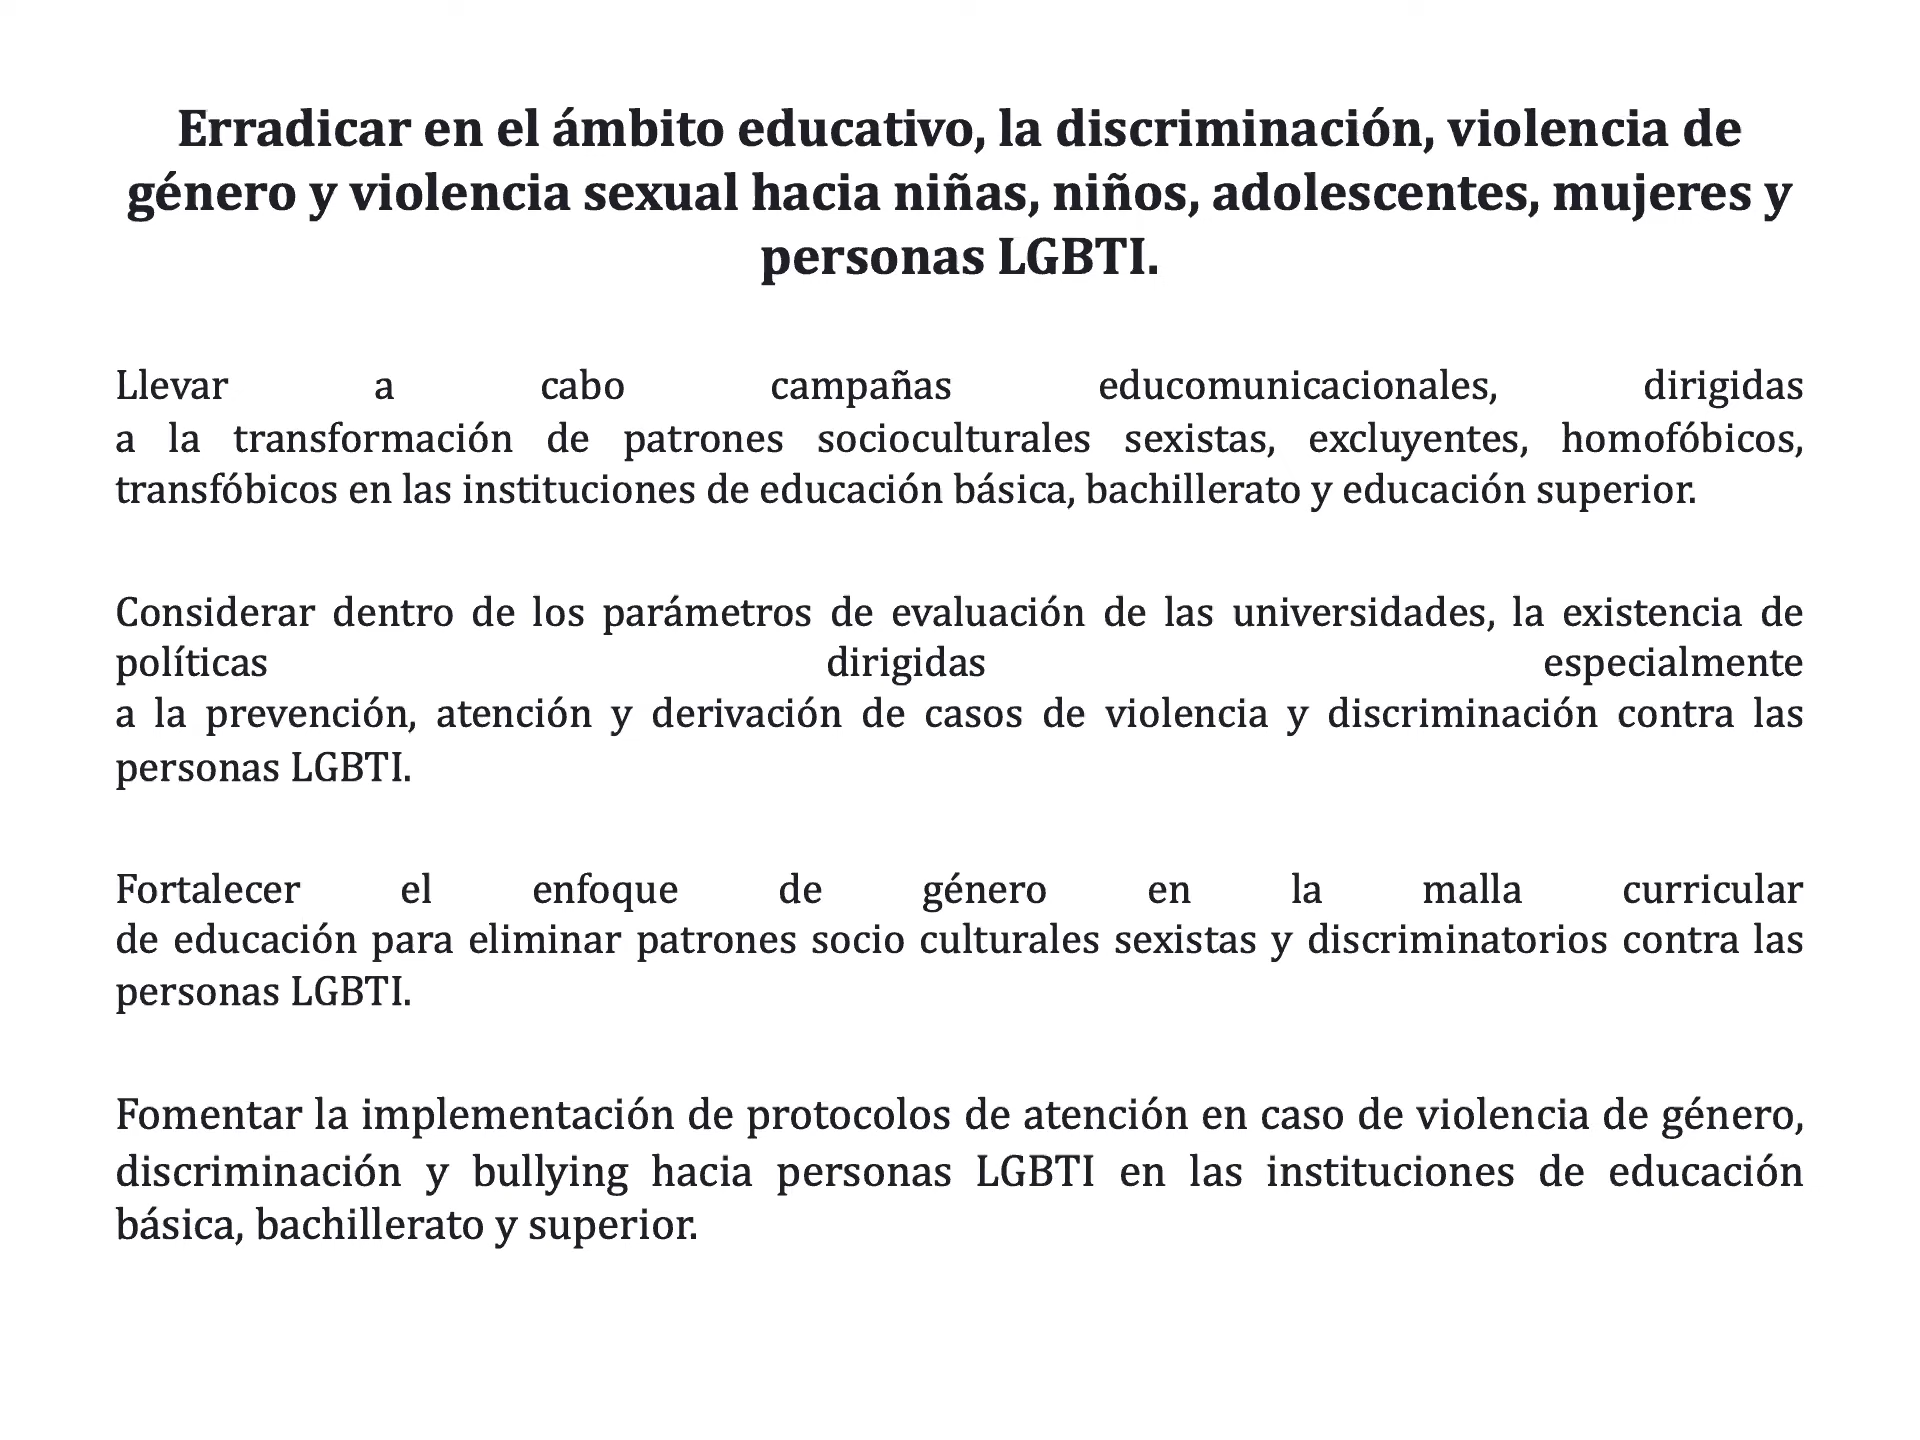 Erradicar en el ámbito educativo, la discriminación, violencia de
género y violencia sexual hacia niñas, niños, adolescentes, mujeres y
personas LGBTI.
Llevar a cabo campañas educomunicacionales, dirigidas
a la transformación de patrones socioculturales sexistas, excluyentes, homofóbicos,
transfóbicos en las instituciones de educación básica, bachillerato y educación superior.
Considerar dentro de los parámetros de evaluación de las universidades, la existencia de
políticas dirigidas especialmente
a la prevención, atención y derivación de casos de violencia y discriminación contra las
personas LGBTI.
Fortalecer el enfoque de género en la malla curricular
de educación para eliminar patrones socio culturales sexistas y discriminatorios contra las
personas LGBTI.
Fomentar la implementación de protocolos de atención en caso de violencia de género,
discriminación y bullying hacia personas LGBTI en las instituciones de educación
básica, bachillerato y superior.